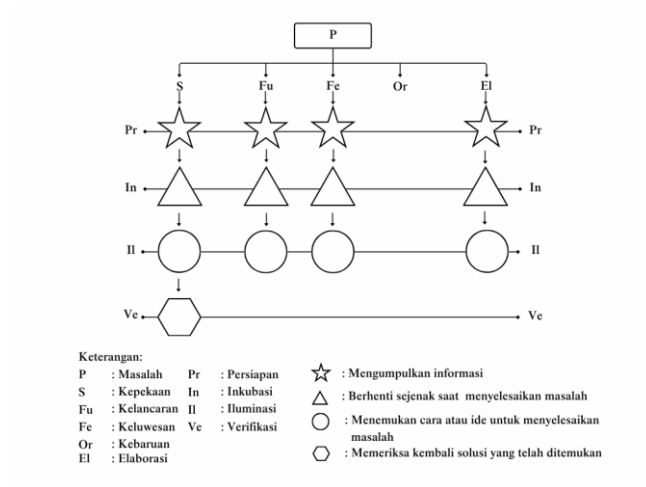 P
S Fu Fe Or El
Pr Pr
In In
Il Il
Ve Ve
Keterangan:
P : Masalah Pr : Persiapan
S : Kepekaan In : Inkubasi
Fu : Kelancaran Il : Iluminasi
Fe : Keluwesan Ve : Verifikasi
Or : Kebaruan
El : Elaborasi
: Mengumpulkan informasi
: Berhenti sejenak saat menyelesaikan masalah
: Menemukan cara atau ide untuk menyelesaikan
masalah
: Memeriksa kembali solusi yang telah ditemukan